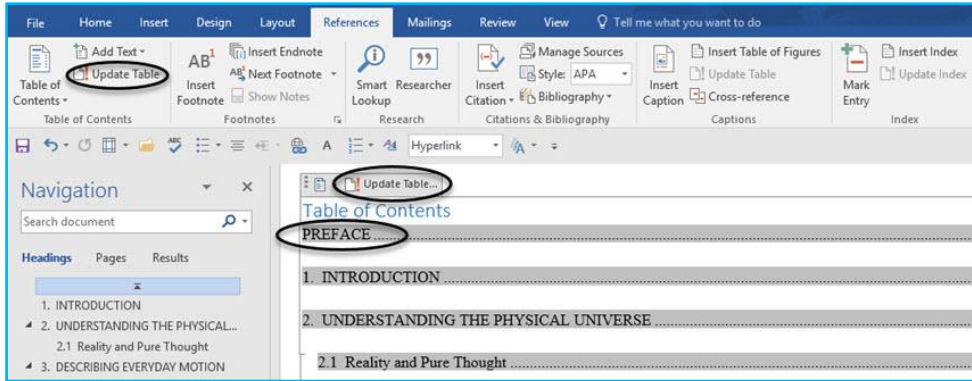 File Home Insert Design Layout References Mailings Review View Tell me what you want to do
Table of Contents
Add Text
Update Table
Table of Contents
AB1 Insert Footnote
Insert Endnote
AB1 Next Footnote
Show Notes
Footnotes
Smart Lookup
Researcher
Research
Insert Citation
Manage Sources
Style: APA
Bibliography
Citations & Bibliography
Insert Caption
Insert Table of Figures
Update Table
Cross-reference
Captions
Mark Entry
Insert Index
Update Index
Index
ABC A Hyperlink
Navigation
Search document
Headings Pages Results
1. INTRODUCTION
2. UNDERSTANDING THE PHYSICAL...
2.1 Reality and Pure Thought
3. DESCRIBING EVERYDAY MOTION
Update Table...
Table of Contents
PREFACE
1. INTRODUCTION
2. UNDERSTANDING THE PHYSICAL UNIVERSE
2.1 Reality and Pure Thought